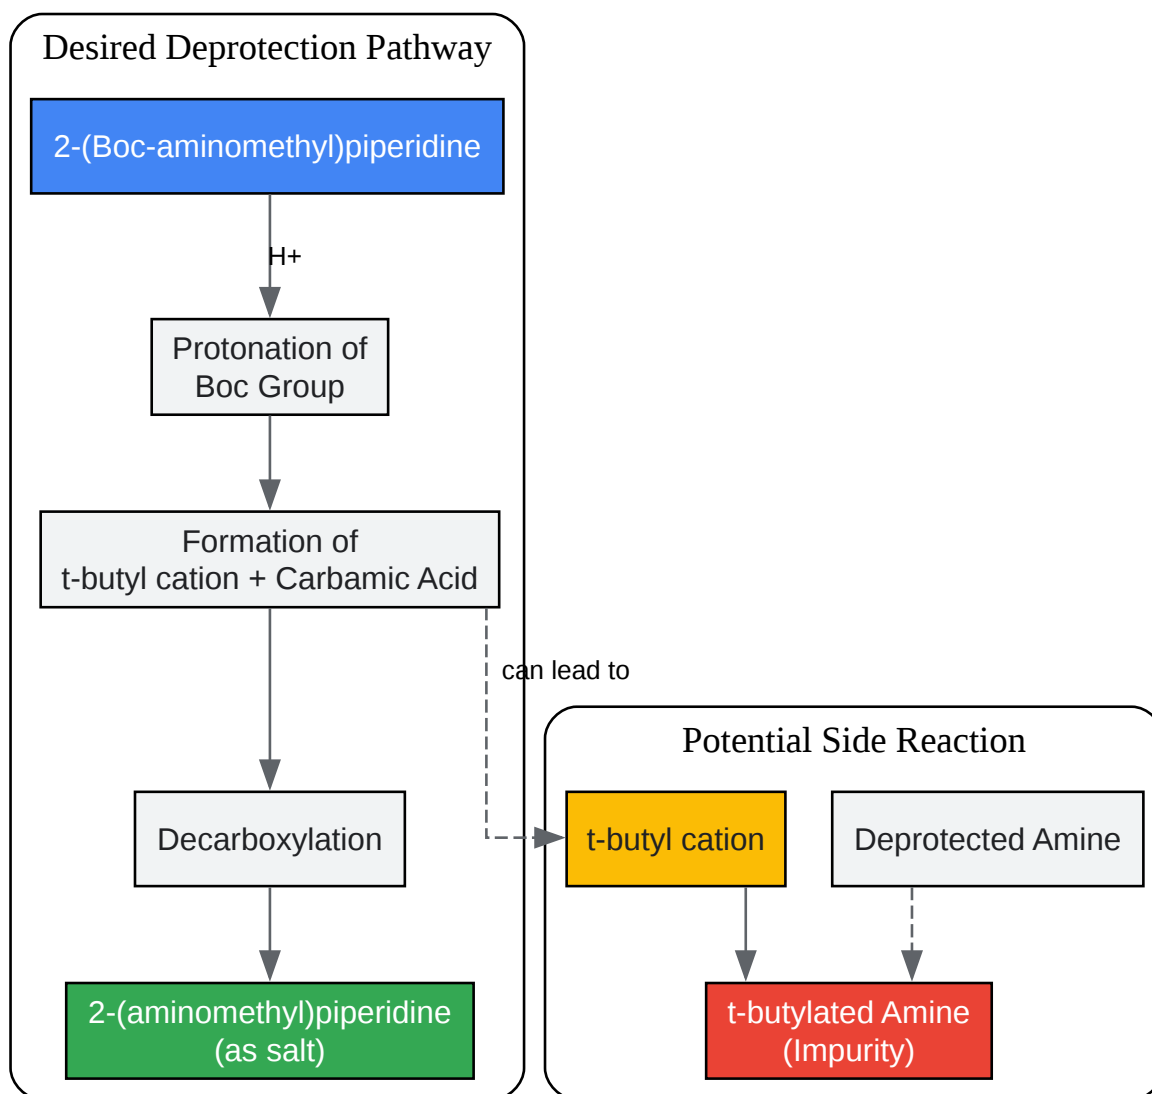 Desired Deprotection Pathway
2-(Boc-aminomethyl)piperidine
H+
Protonation of
Boc Group
Formation of
t-butyl cation + Carbamic Acid
can lead to
Potential Side Reaction
Decarboxylation
t-butyl cation
Deprotected Amine
2-(aminomethyl)piperidine
(as salt)
t-butylated Amine
(Impurity)